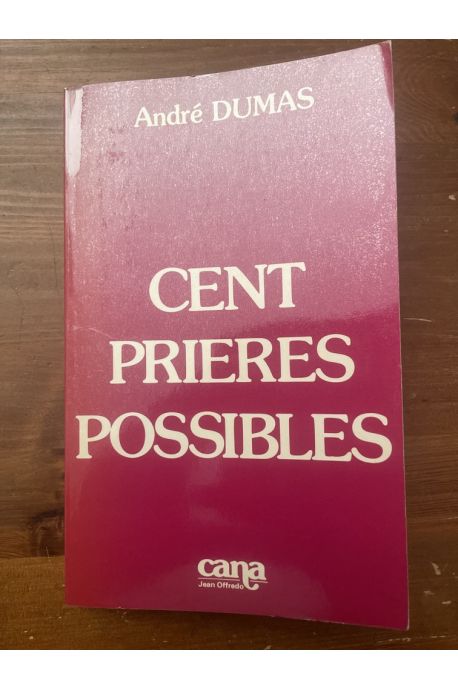 André DUMAS
CENT
PRIERES
POSSIBLES
cana
Jean Offredo